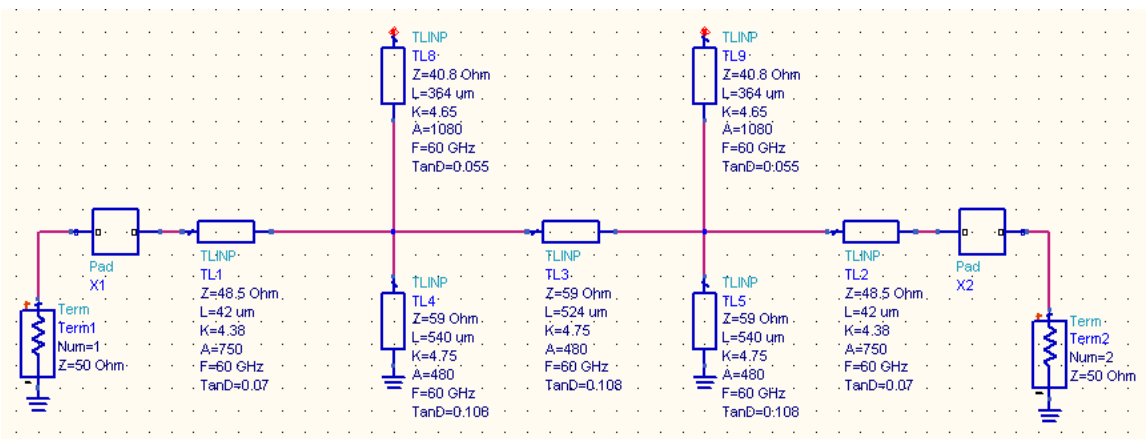 TLINP
TL8
Z=40.8 Ohm
L=364 um
K=4.65
A=1080
F=60 GHz
TanD=0.055
TLINP
TL9
Z=40.8 Ohm
L=364 um
K=4.65
A=1080
F=60 GHz
TanD=0.055
Pad
X1
TLINP
TL1
Z=48.5 Ohm
L=42 um
K=4.38
A=750
F=60 GHz
TanD=0.07
TLINP
TL4
Z=59 Ohm
L=540 um
K=4.75
A=480
F=60 GHz
TanD=0.108
TLINP
TL3
Z=59 Ohm
L=524 um
K=4.75
A=480
F=60 GHz
TanD=0.108
TLINP
TL5
Z=59 Ohm
L=540 um
K=4.75
A=480
F=60 GHz
TanD=0.108
TLINP
TL2
Z=48.5 Ohm
L=42 um
K=4.38
A=750
F=60 GHz
TanD=0.07
Pad
X2
Term
Term1
Num=1
Z=50 Ohm
Term
Term2
Num=2
Z=50 Ohm